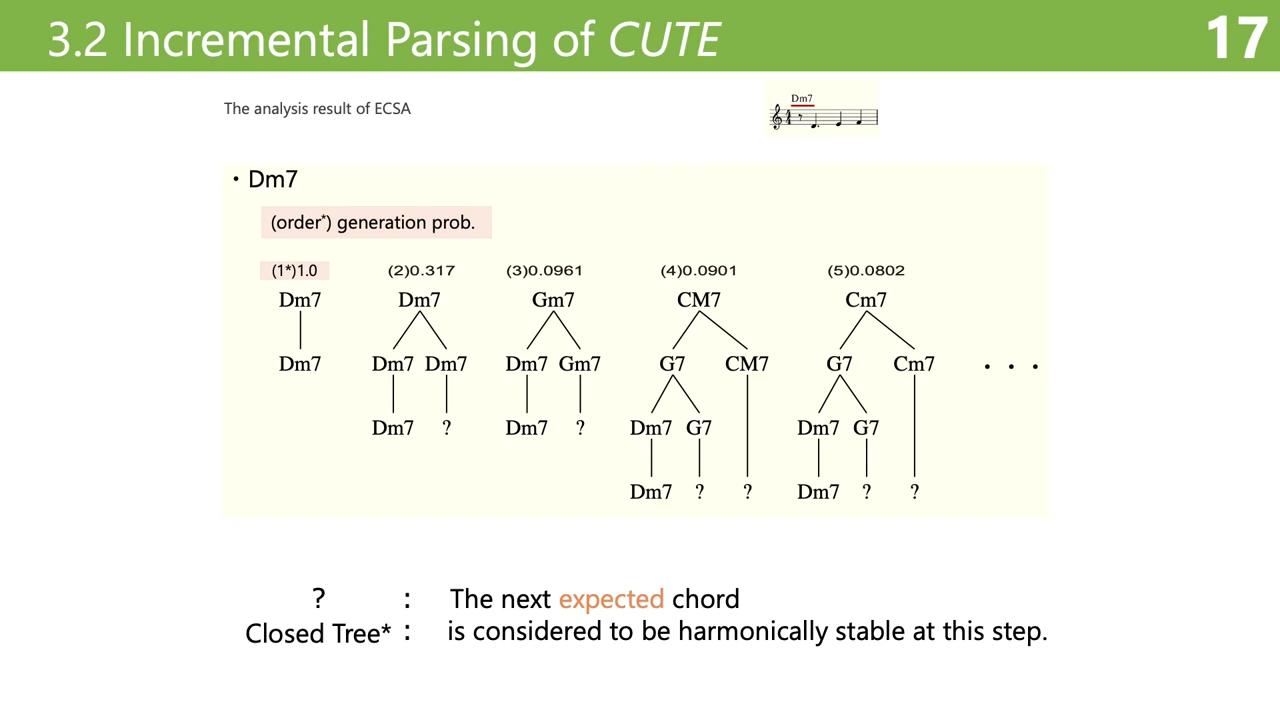 3.2 Incremental Parsing of CUTE
17
The analysis result of ECSA
Dm7
4
4
・Dm7
(order*) generation prob.
(1*)1.0 (2)0.317 (3)0.0961 (4)0.0901 (5)0.0802
Dm7 Dm7 Gm7 CM7 Cm7
Dm7 Dm7 Dm7 Dm7 Gm7 G7 CM7 G7 Cm7 . . .
Dm7 ? Dm7 ? Dm7 G7 Dm7 G7
Dm7 ? ? Dm7 ? ?
? : The next expected chord
Closed Tree* : is considered to be harmonically stable at this step.